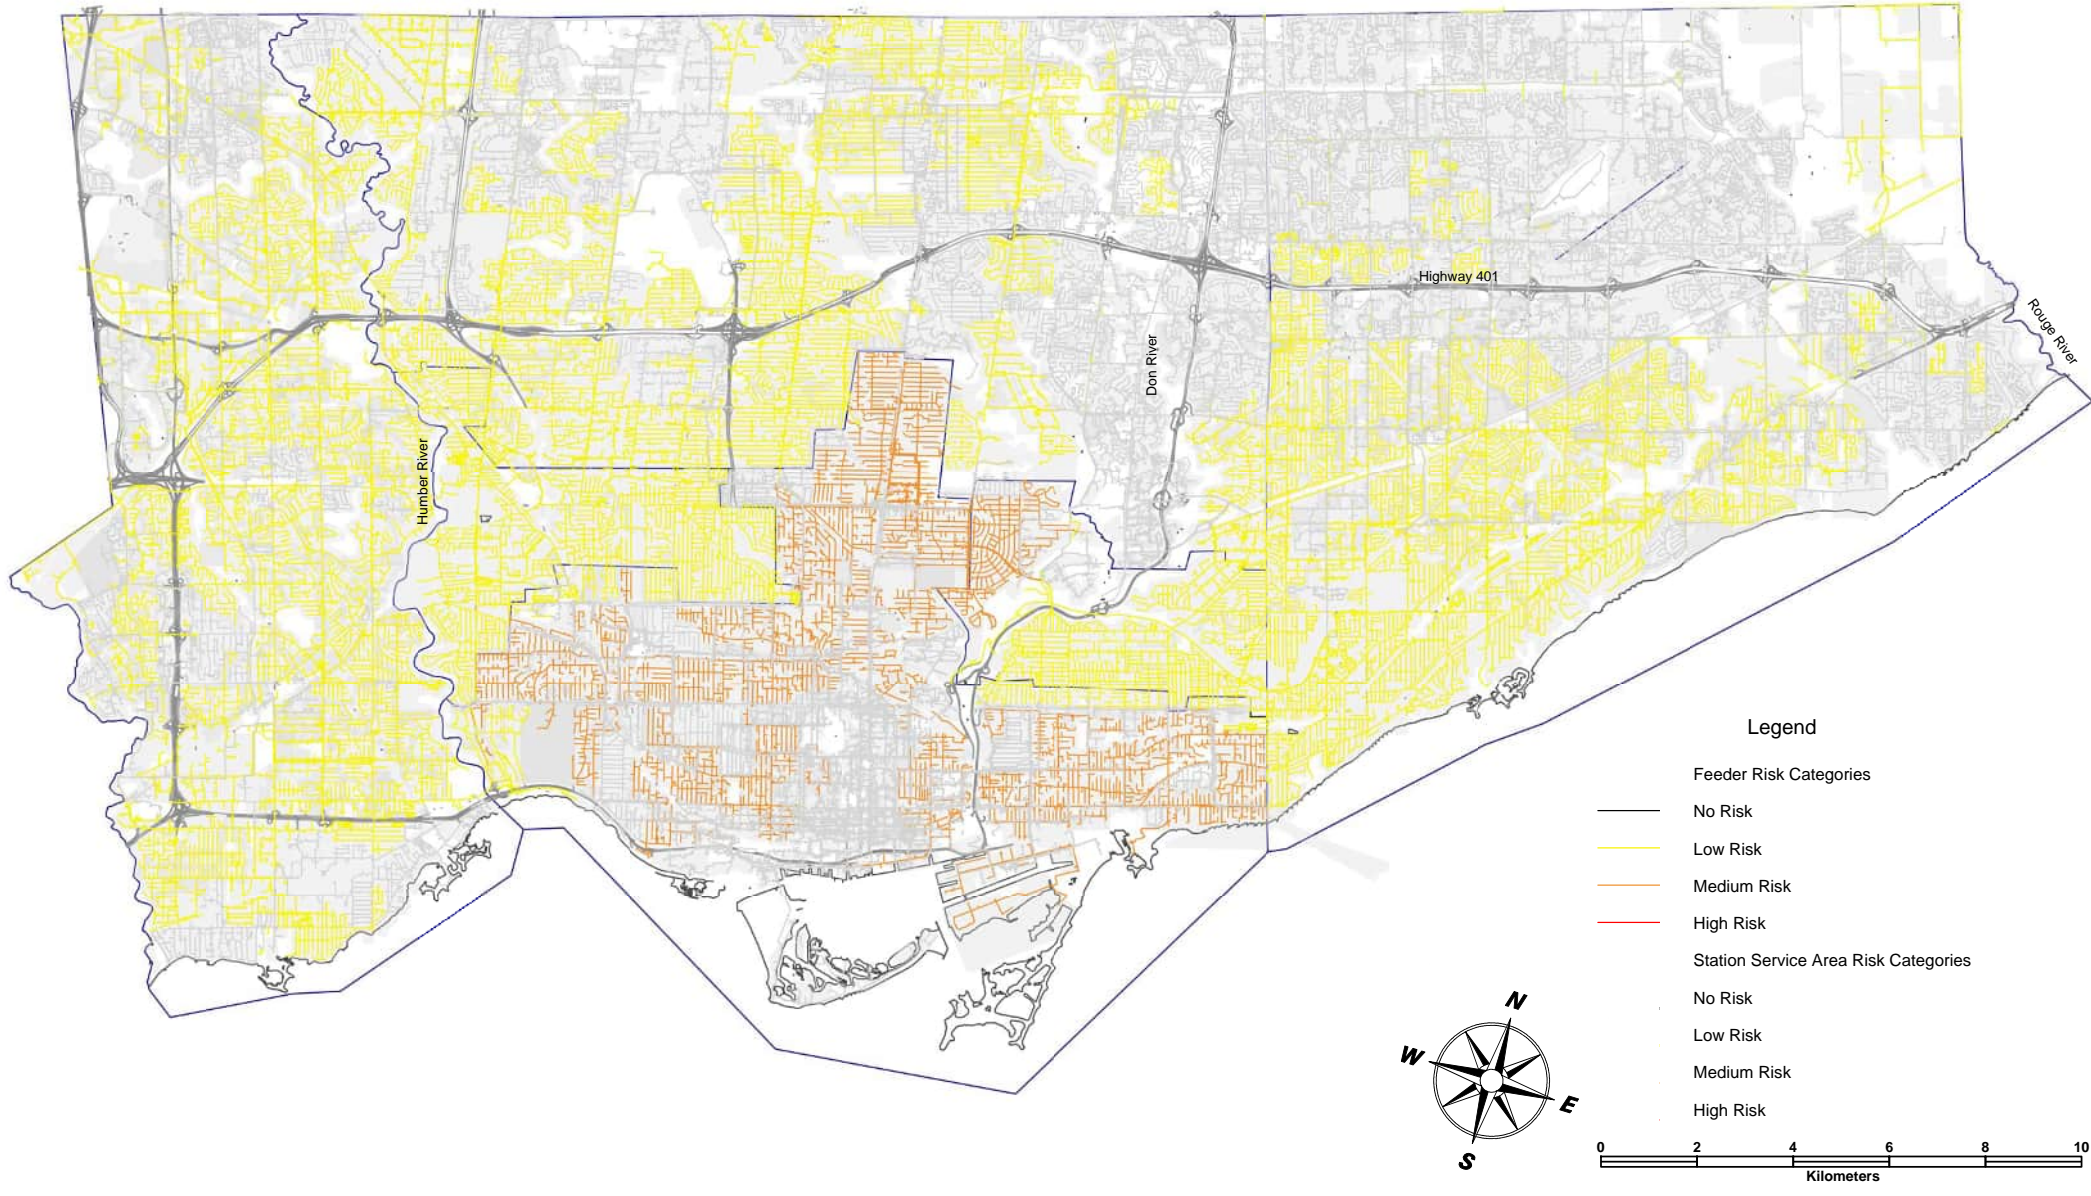 Highway 401
Rouge River
Don River
Humber River
Legend
Feeder Risk Categories
No Risk
Low Risk
Medium Risk
High Risk
Station Service Area Risk Categories
No Risk
Low Risk
Medium Risk
High Risk
N
W
E
S
0 2 4 6 8 10
Kilometers